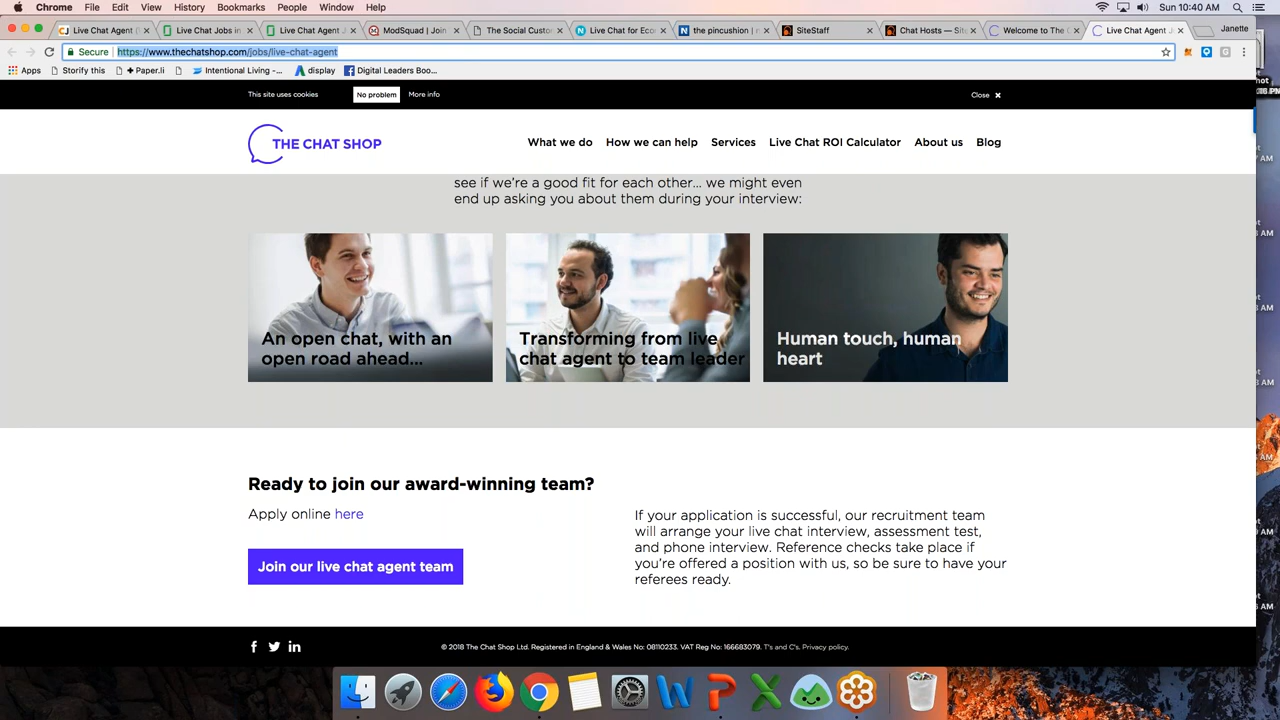 Chrome File Edit View History Bookmarks People Window Help Sun 10:40 AM
Live Chat Agent ( Live Chat Jobs in Live Chat Agent J ModSquad | Join The Social Custo Live Chat for Eco the pincushion | r SiteStaff Chat Hosts — Sit Welcome to The C Live Chat Agent J Janette
Secure https://www.thechatshop.com/jobs/live-chat-agent
Apps Storify this + Paper.li Intentional Living -... display Digital Leaders Boo...
This site uses cookies No problem More info Close
THE CHAT SHOP What we do How we can help Services Live Chat ROI Calculator About us Blog
see if we're a good fit for each other... we might even
end up asking you about them during your interview:
An open chat, with an
open road ahead...
Transforming from live
chat agent to team leader
Human touch, human
heart
Ready to join our award-winning team?
Apply online here
Join our live chat agent team
If your application is successful, our recruitment team
will arrange your live chat interview, assessment test,
and phone interview. Reference checks take place if
you're offered a position with us, so be sure to have your
referees ready.
© 2018 The Chat Shop Ltd. Registered in England & Wales No: 08110233. VAT Reg No: 166683079. T's and C's. Privacy policy.